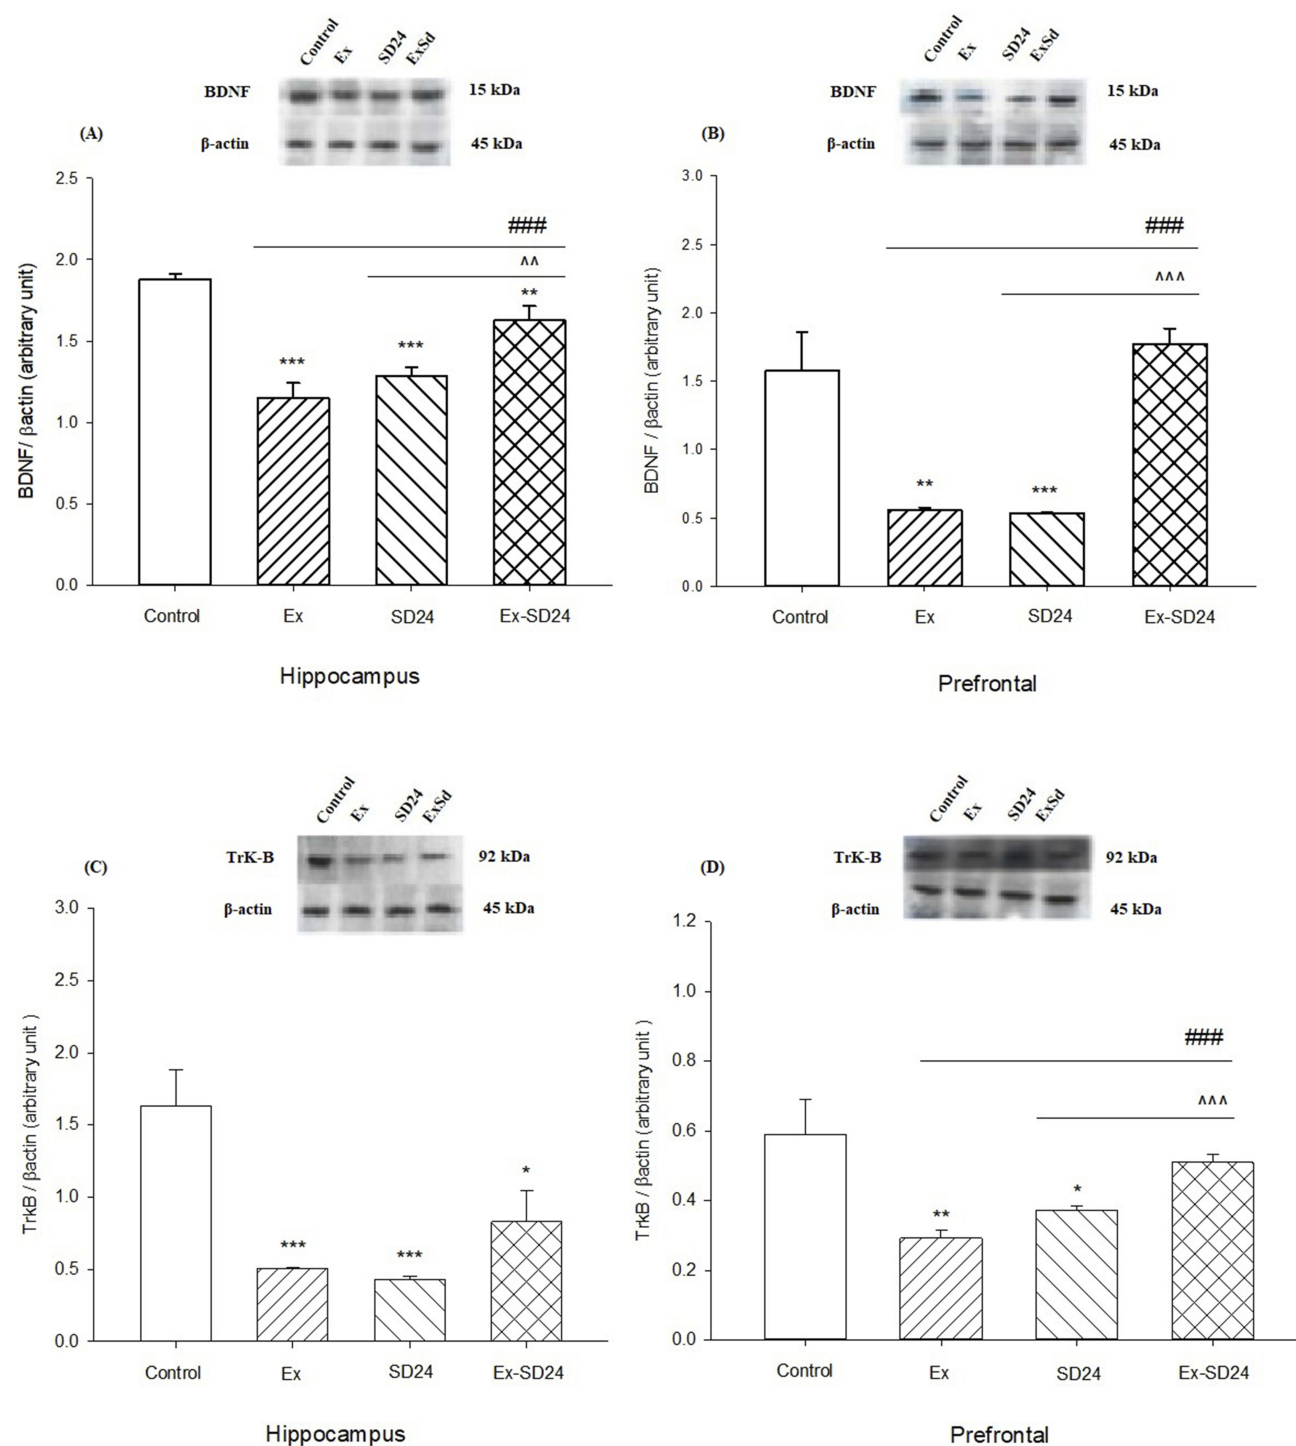 Control Ex SD24 ExSd
BDNF 15 kDa
(A)
β-actin 45 kDa
2.5
2.0
1.5
1.0
0.5
0.0
BDNF/ βactin (arbitrary unit)
###
^^
**
***
***
Control Ex SD24 Ex-SD24
Hippocampus
Control Ex SD24 ExSd
BDNF 15 kDa
(B)
β-actin 45 kDa
3.0
2.5
2.0
1.5
1.0
0.5
0.0
BDNF / βactin (arbitrary unit)
###
^^^
**
***
Control Ex SD24 Ex-SD24
Prefrontal
Control Ex SD24 ExSd
TrK-B 92 kDa
(C)
β-actin 45 kDa
3.0
2.5
2.0
1.5
1.0
0.5
0.0
TrkB / βactin (arbitrary unit )
*
***
***
Control Ex SD24 Ex-SD24
Hippocampus
Control Ex SD24 ExSd
TrK-B 92 kDa
(D)
β-actin 45 kDa
1.2
1.0
0.8
0.6
0.4
0.2
0.0
TrkB / βactin (arbitrary unit )
###
^^^
*
**
Control Ex SD24 Ex-SD24
Prefrontal